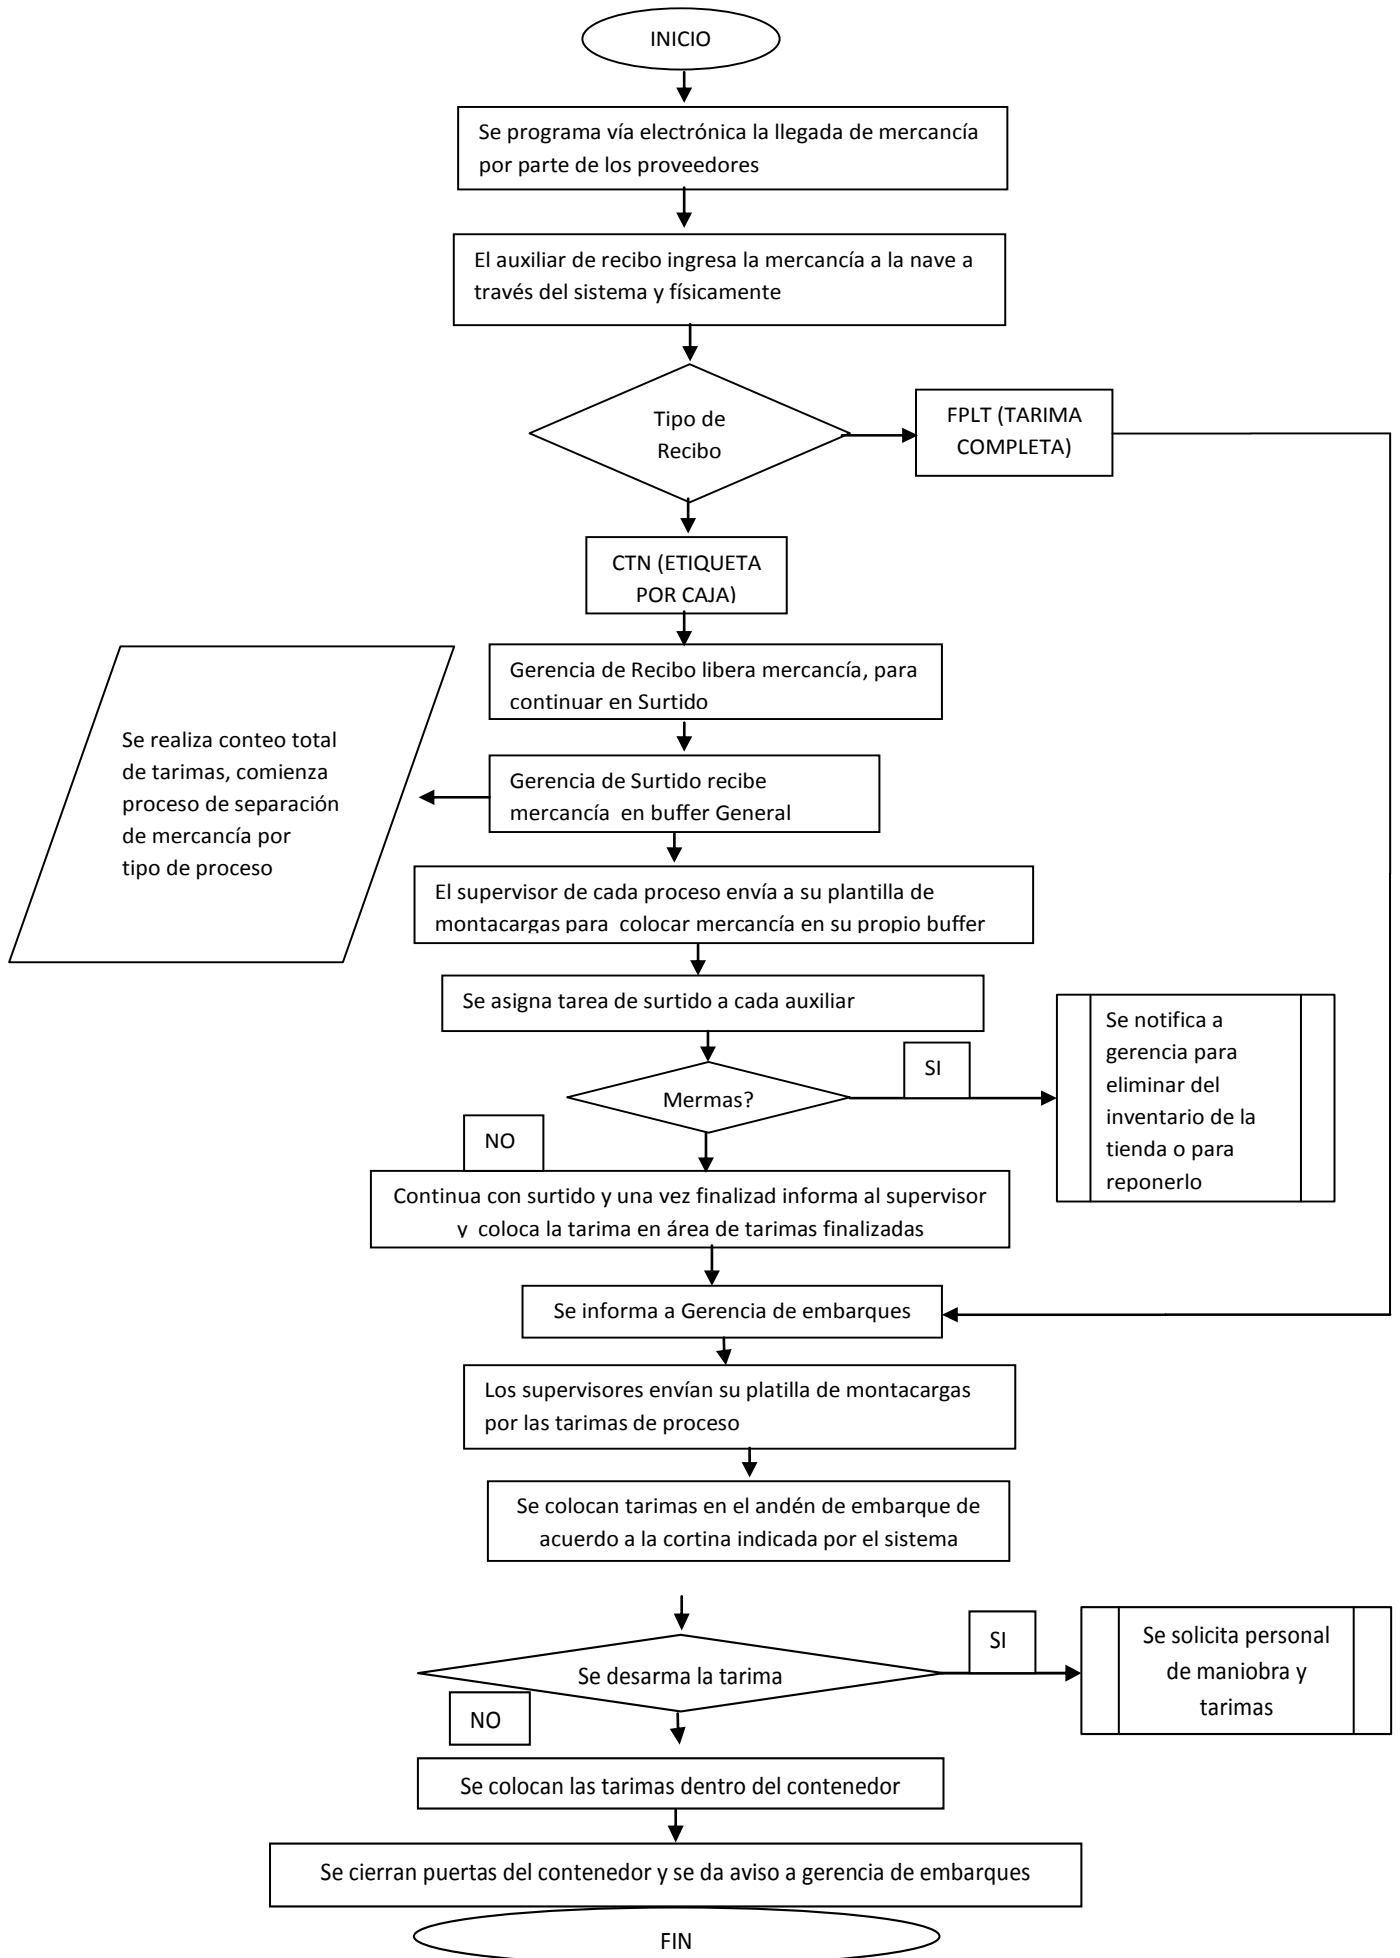 INICIO
Se programa vía electrónica la llegada de mercancía
por parte de los proveedores
El auxiliar de recibo ingresa la mercancía a la nave a
través del sistema y físicamente
Tipo de
Recibo
FPLT (TARIMA
COMPLETA)
CTN (ETIQUETA
POR CAJA)
Gerencia de Recibo libera mercancía, para
continuar en Surtido
Gerencia de Surtido recibe
mercancía en buffer General
Se realiza conteo total
de tarimas, comienza
proceso de separación
de mercancía por
tipo de proceso
El supervisor de cada proceso envía a su plantilla de
montacargas para colocar mercancía en su propio buffer
Se asigna tarea de surtido a cada auxiliar
Mermas?
SI
Se notifica a
gerencia para
eliminar del
inventario de la
tienda o para
reponerlo
NO
Continua con surtido y una vez finalizad informa al supervisor
y coloca la tarima en área de tarimas finalizadas
Se informa a Gerencia de embarques
Los supervisores envían su platilla de montacargas
por las tarimas de proceso
Se colocan tarimas en el andén de embarque de
acuerdo a la cortina indicada por el sistema
Se desarma la tarima
SI
Se solicita personal
de maniobra y
tarimas
NO
Se colocan las tarimas dentro del contenedor
Se cierran puertas del contenedor y se da aviso a gerencia de embarques
FIN